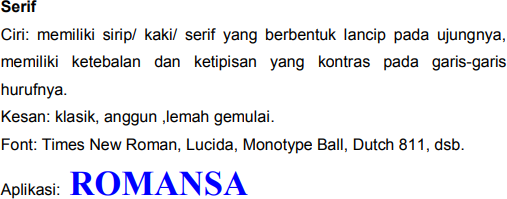 Serif
Ciri: memiliki sirip/ kaki/ serif yang berbentuk lancip pada ujungnya,
memiliki ketebalan dan ketipisan yang kontras pada garis-garis
hurufnya.
Kesan: klasik, anggun ,lemah gemulai.
Font: Times New Roman, Lucida, Monotype Ball, Dutch 811, dsb.
Aplikasi: ROMANSA